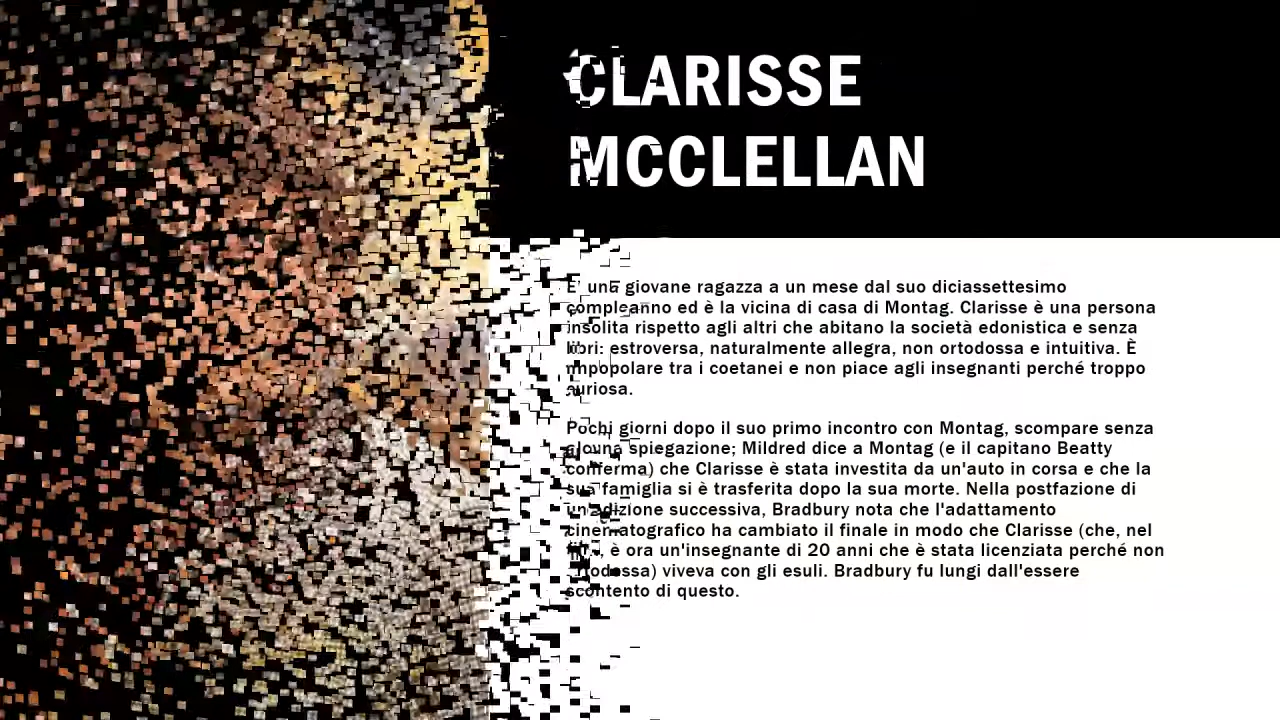 CLARISSE
MCCLELLAN
E' una giovane ragazza a un mese dal suo diciassettesimo
compleanno ed è la vicina di casa di Montag. Clarisse è una persona
insolita rispetto agli altri che abitano la società edonistica e senza
libri: estroversa, naturalmente allegra, non ortodossa e intuitiva. È
impopolare tra i coetanei e non piace agli insegnanti perché troppo
curiosa.
Pochi giorni dopo il suo primo incontro con Montag, scompare senza
alcuna spiegazione; Mildred dice a Montag (e il capitano Beatty
conferma) che Clarisse è stata investita da un'auto in corsa e che la
sua famiglia si è trasferita dopo la sua morte. Nella postfazione di
un'edizione successiva, Bradbury nota che l'adattamento
cinematografico ha cambiato il finale in modo che Clarisse (che, nel
film, è ora un'insegnante di 20 anni che è stata licenziata perché non
ortodossa) viveva con gli esuli. Bradbury fu lungi dall'essere
scontento di questo.